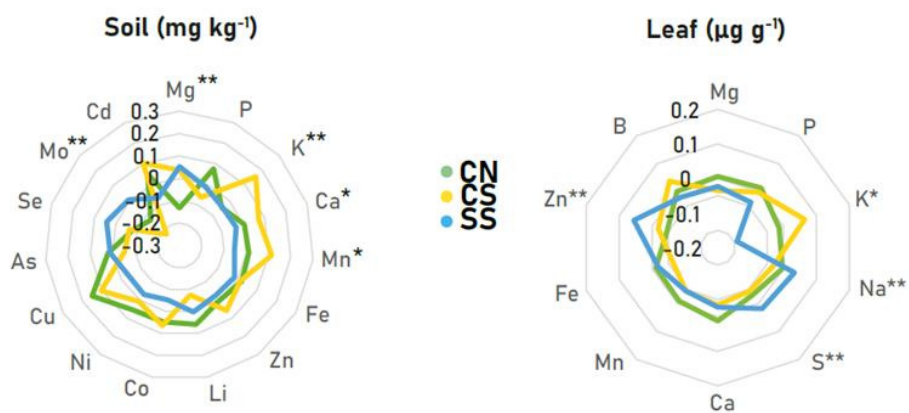 Soil (mg kg⁻¹)
Mg**
P
K**
Ca*
Mn*
Fe
Zn
Li
Co
Ni
Cu
As
Se
Mo**
Cd
0.3
0.2
0.1
0
-0.1
-0.2
-0.3
CN
CS
SS
Leaf (µg g⁻¹)
Mg
P
K*
Na**
S**
Ca
Mn
Fe
Zn**
B
0.2
0.1
0
-0.1
-0.2